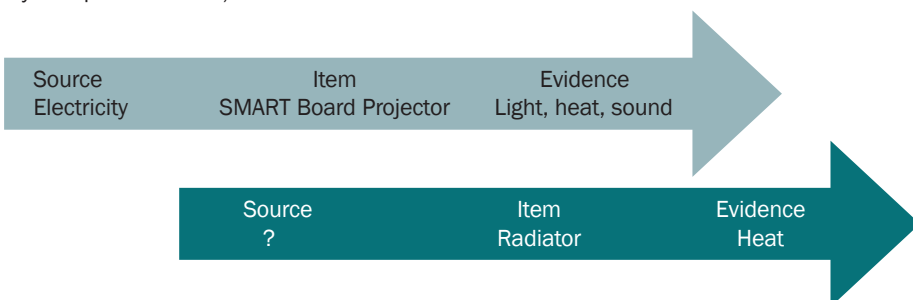 Source Item Evidence
Electricity SMART Board Projector Light, heat, sound
Source Item Evidence
? Radiator Heat